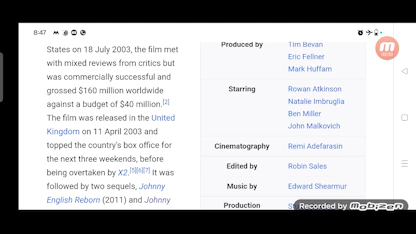 8:47
States on 18 July 2003, the film met
with mixed reviews from critics but
was commercially successful and
grossed $160 million worldwide
against a budget of $40 million.[2]
The film was released in the United
Kingdom on 11 April 2003 and
topped the country's box office for
the next three weekends, before
being overtaken by X2.[5][6][7] It was
followed by two sequels, Johnny
English Reborn (2011) and Johnny
Produced by
Tim Bevan
Eric Fellner
Mark Huffam
Starring
Rowan Atkinson
Natalie Imbruglia
Ben Miller
John Malkovich
Cinematography
Remi Adefarasin
Edited by
Robin Sales
Music by
Edward Shearmur
Production
Recorded by Mobizen